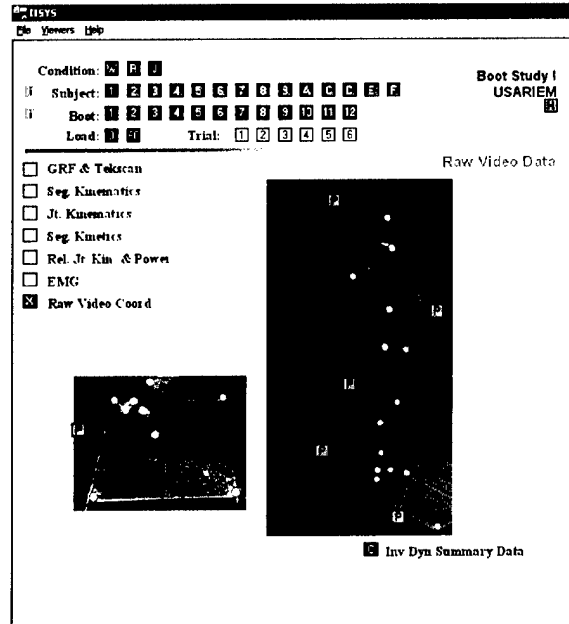 File Viewers Help
Condition: W R J
Boot Study I
Subject: 1 2 3 4 5 6 7 8 9 A C C E F
USARIEM
Boot: 1 2 3 4 5 6 7 8 9 10 11 12
H
Load: Trial: 1 2 3 4 5 6
Raw Video Data
GRF & Tekscan
Seg. Kinematics
Jt. Kinematics
Seg. Kinetics
Rel. Jt. Kin. & Power
EMG
X Raw Video Coord
P
P
P
P
C Inv Dyn Summary Data